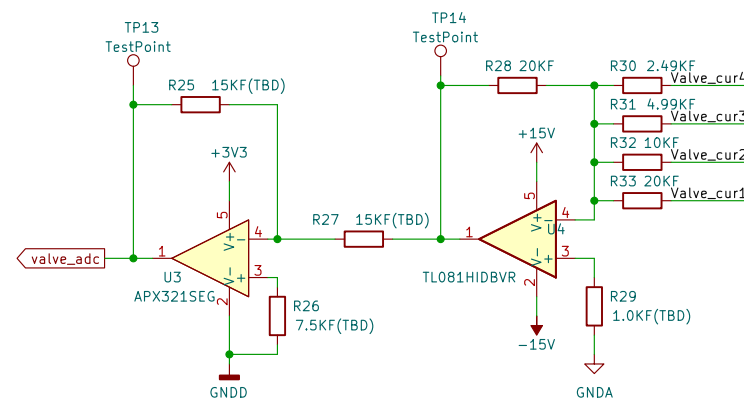 TP13
TestPoint
TP14
TestPoint
R25 15KF(TBD)
R28 20KF
R30 2.49KF
Valve_cur4
R31 4.99KF
Valve_cur3
R32 10KF
Valve_cur2
R33 20KF
Valve_cur1
+3V3
+15V
5
V+
4
-
R27 15KF(TBD)
1
5
V+
4
-
U4
valve_adc
1
U3
APX321SEG
V-
+
3
2
TL081HIDBVR
V-
+
3
2
R26
7.5KF(TBD)
R29
1.0KF(TBD)
-15V
GNDD
GNDA